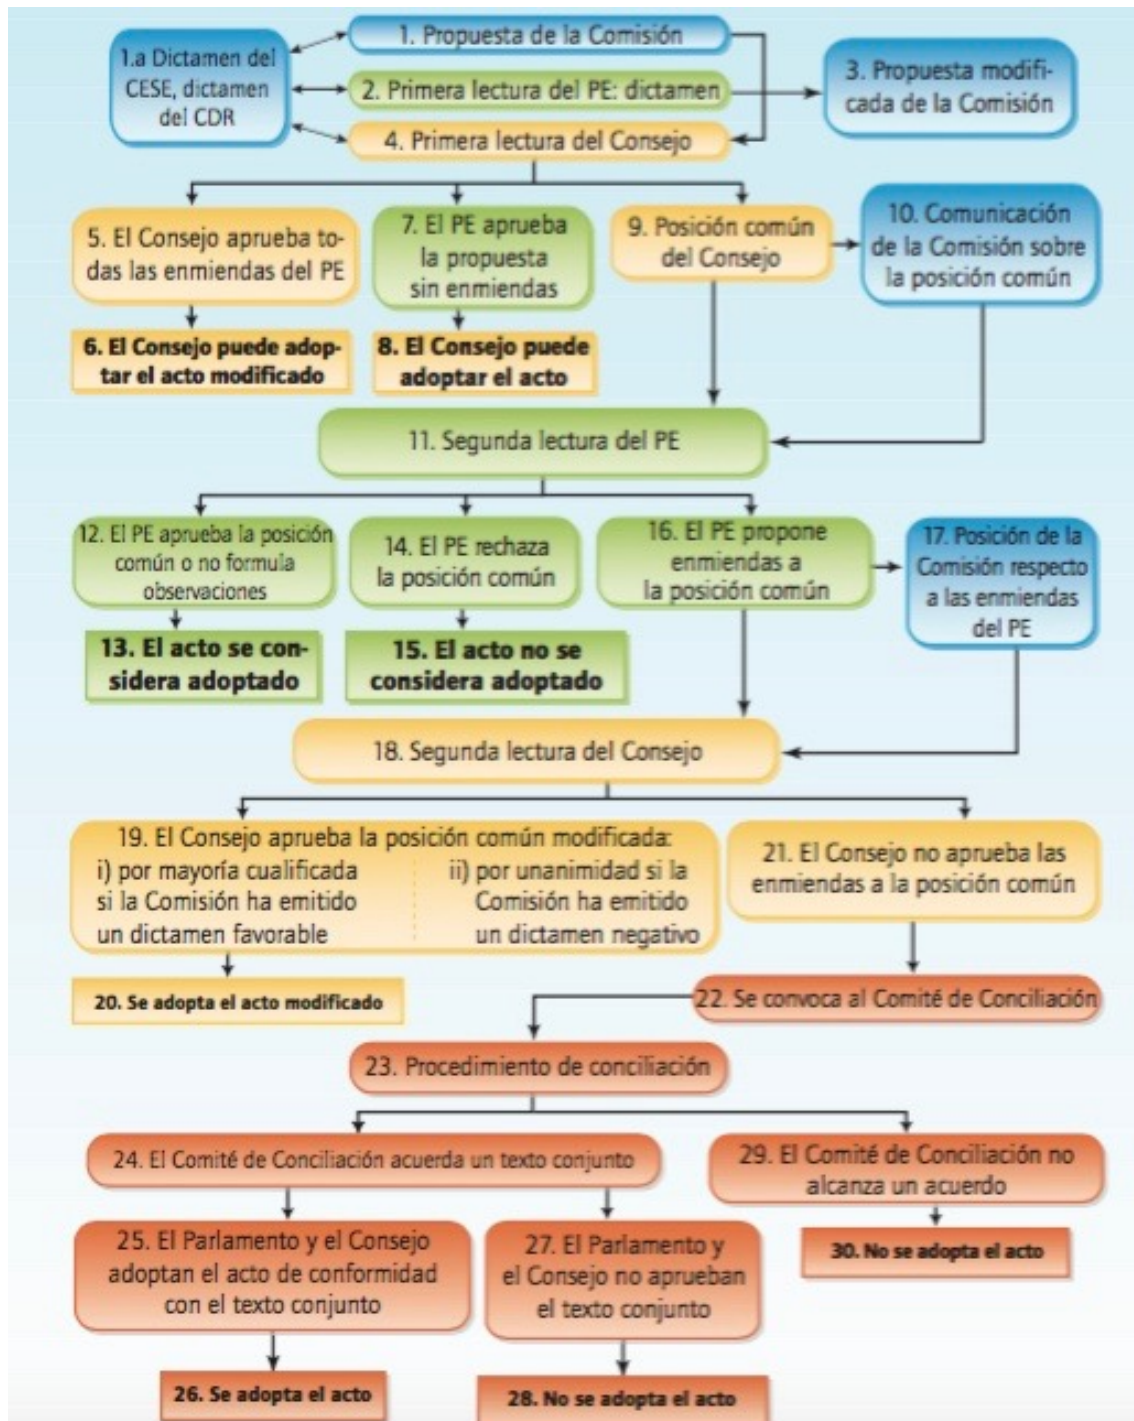 1. Propuesta de la Comisión
1.a Dictamen del
CESE, dictamen
del CDR
2. Primera lectura del PE: dictamen
3. Propuesta modifi-
cada de la Comisión
4. Primera lectura del Consejo
5. El Consejo aprueba to-
das las enmiendas del PE
6. El Consejo puede adop-
tar el acto modificado
7. El PE aprueba
la propuesta
sin enmiendas
8. El Consejo puede
adoptar el acto
9. Posición común
del Consejo
10. Comunicación
de la Comisión sobre
la posición común
11. Segunda lectura del PE
12. El PE aprueba la posición
común o no formula
observaciones
13. El acto se con-
sidera adoptado
14. El PE rechaza
la posición común
15. El acto no se
considera adoptado
16. El PE propone
enmiendas a
la posición común
17. Posición de la
Comisión respecto
a las enmiendas
del PE
18. Segunda lectura del Consejo
19. El Consejo aprueba la posición común modificada:
i) por mayoría cualificada
si la Comisión ha emitido
un dictamen favorable
ii) por unanimidad si la
Comisión ha emitido
un dictamen negativo
20. Se adopta el acto modificado
21. El Consejo no aprueba las
enmiendas a la posición común
22. Se convoca al Comité de Conciliación
23. Procedimiento de conciliación
24. El Comité de Conciliación acuerda un texto conjunto
25. El Parlamento y el Consejo
adoptan el acto de conformidad
con el texto conjunto
26. Se adopta el acto
27. El Parlamento y
el Consejo no aprueban
el texto conjunto
28. No se adopta el acto
29. El Comité de Conciliación no
alcanza un acuerdo
30. No se adopta el acto